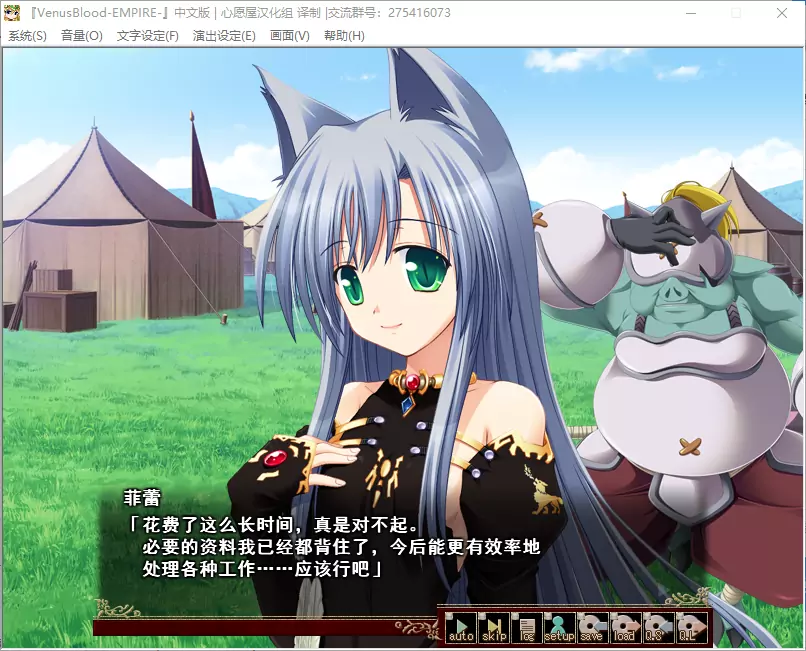 『VenusBlood-EMPIRE-』中文版 | 心愿屋汉化组 译制 |交流群号：275416073
系统(S) 音量(O) 文字设定(F) 演出设定(E) 画面(V) 帮助(H)
菲蕾
「花费了这么长时间，真是对不起。
必要的资料我已经都背住了，今后能更有效率地
处理各种工作……应该行吧」
auto skip log setup save load Q.S Q.L